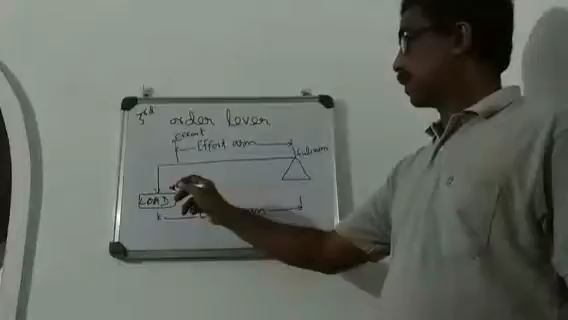 3rd order lever
Effort
Effort arm
Fulcrum
LOAD